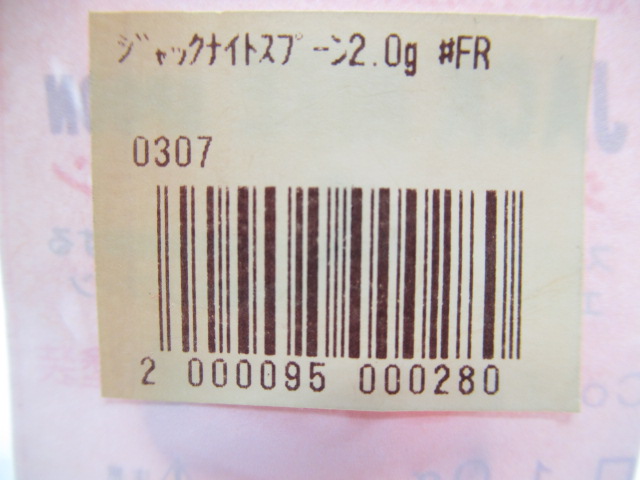 ｼﾞｬｯｸﾅｲﾄｽﾌﾟｰﾝ2.0g #FR
0307
2 000095 000280